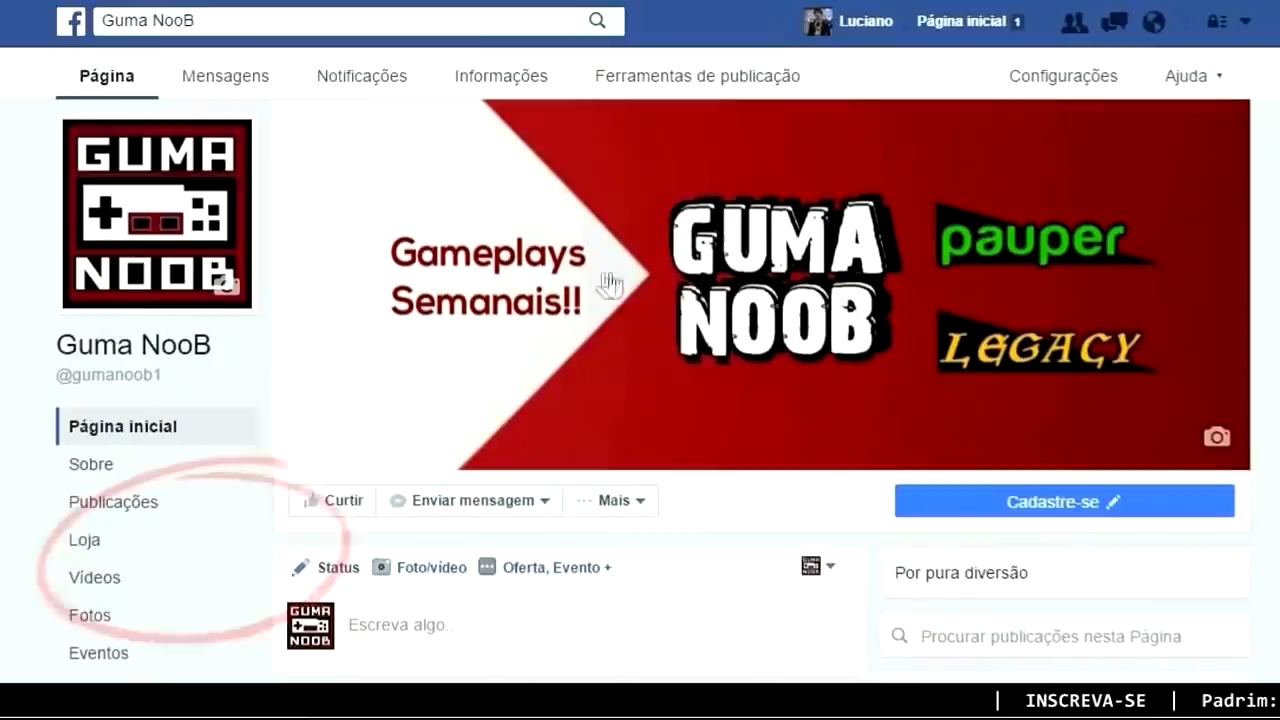 Guma NooB
Luciano
Página inicial 1
Página
Mensagens
Notificações
Informações
Ferramentas de publicação
Configurações
Ajuda
GUMA
NOOB
Gameplays
Semanais!!
GUMA
NOOB
pauper
LEGACY
Guma NooB
@gumanoob1
Página inicial
Sobre
Publicações
Loja
Vídeos
Fotos
Eventos
Curtir
Enviar mensagem
Mais
Cadastre-se
Status
Foto/vídeo
Oferta, Evento +
GUMA
NOOB
Escreva algo..
Por pura diversão
Procurar publicações nesta Página
| INSCREVA-SE | Padrim: